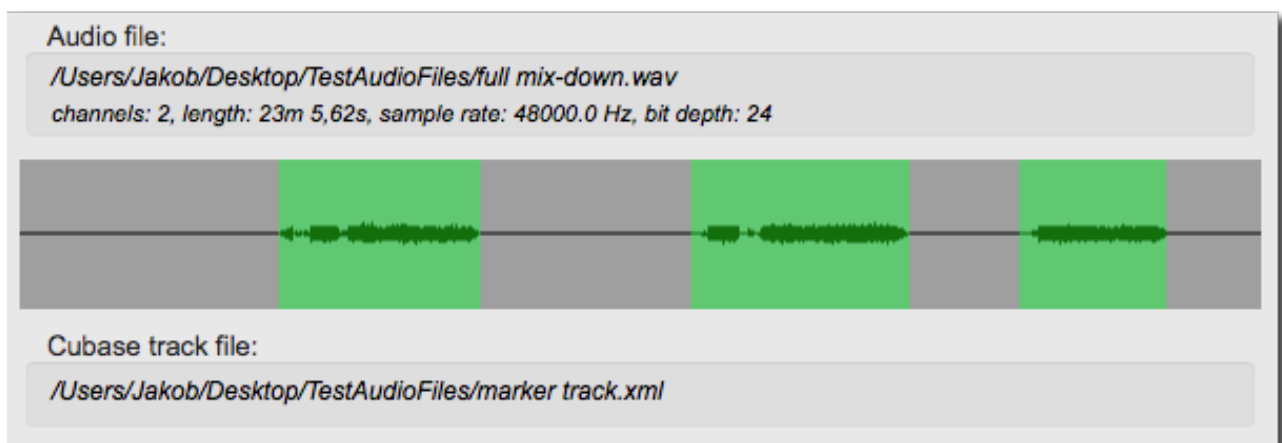 Audio file:
/Users/Jakob/Desktop/TestAudioFiles/full mix-down.wav
channels: 2, length: 23m 5,62s, sample rate: 48000.0 Hz, bit depth: 24
Cubase track file:
/Users/Jakob/Desktop/TestAudioFiles/marker track.xml